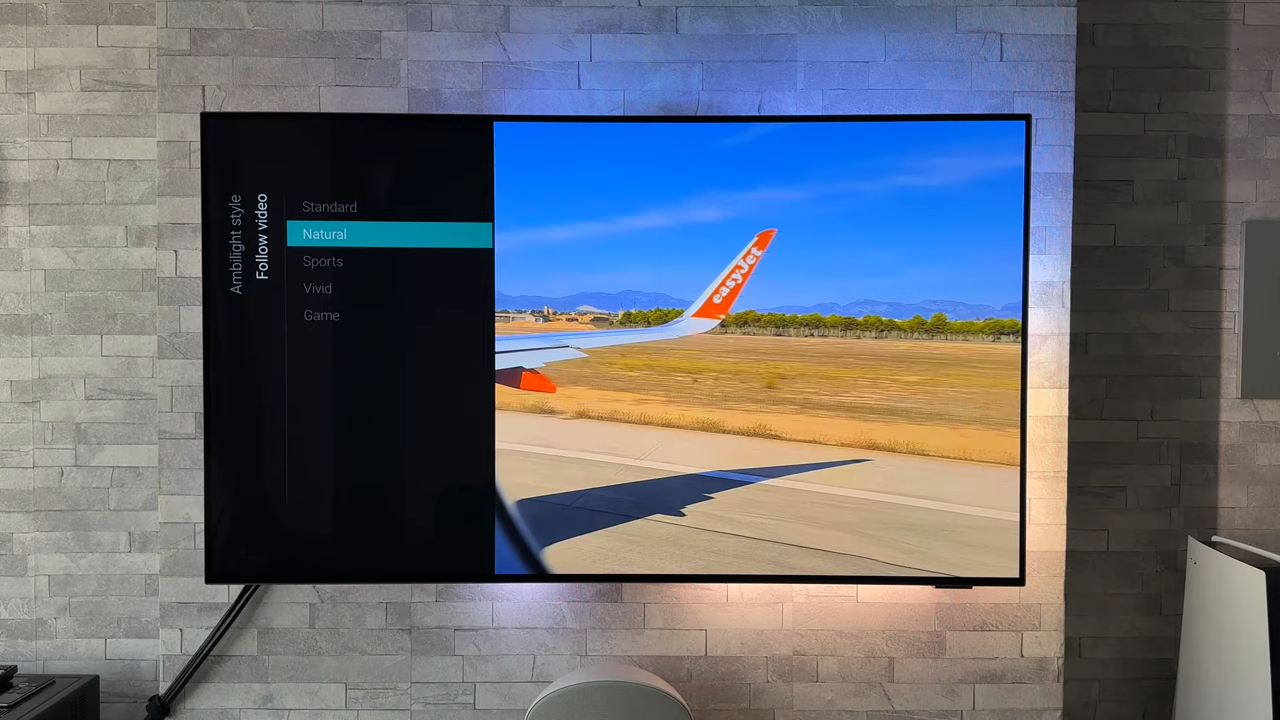 Ambilight style
Follow video
Standard
Natural
Sports
Vivid
Game
easyJet